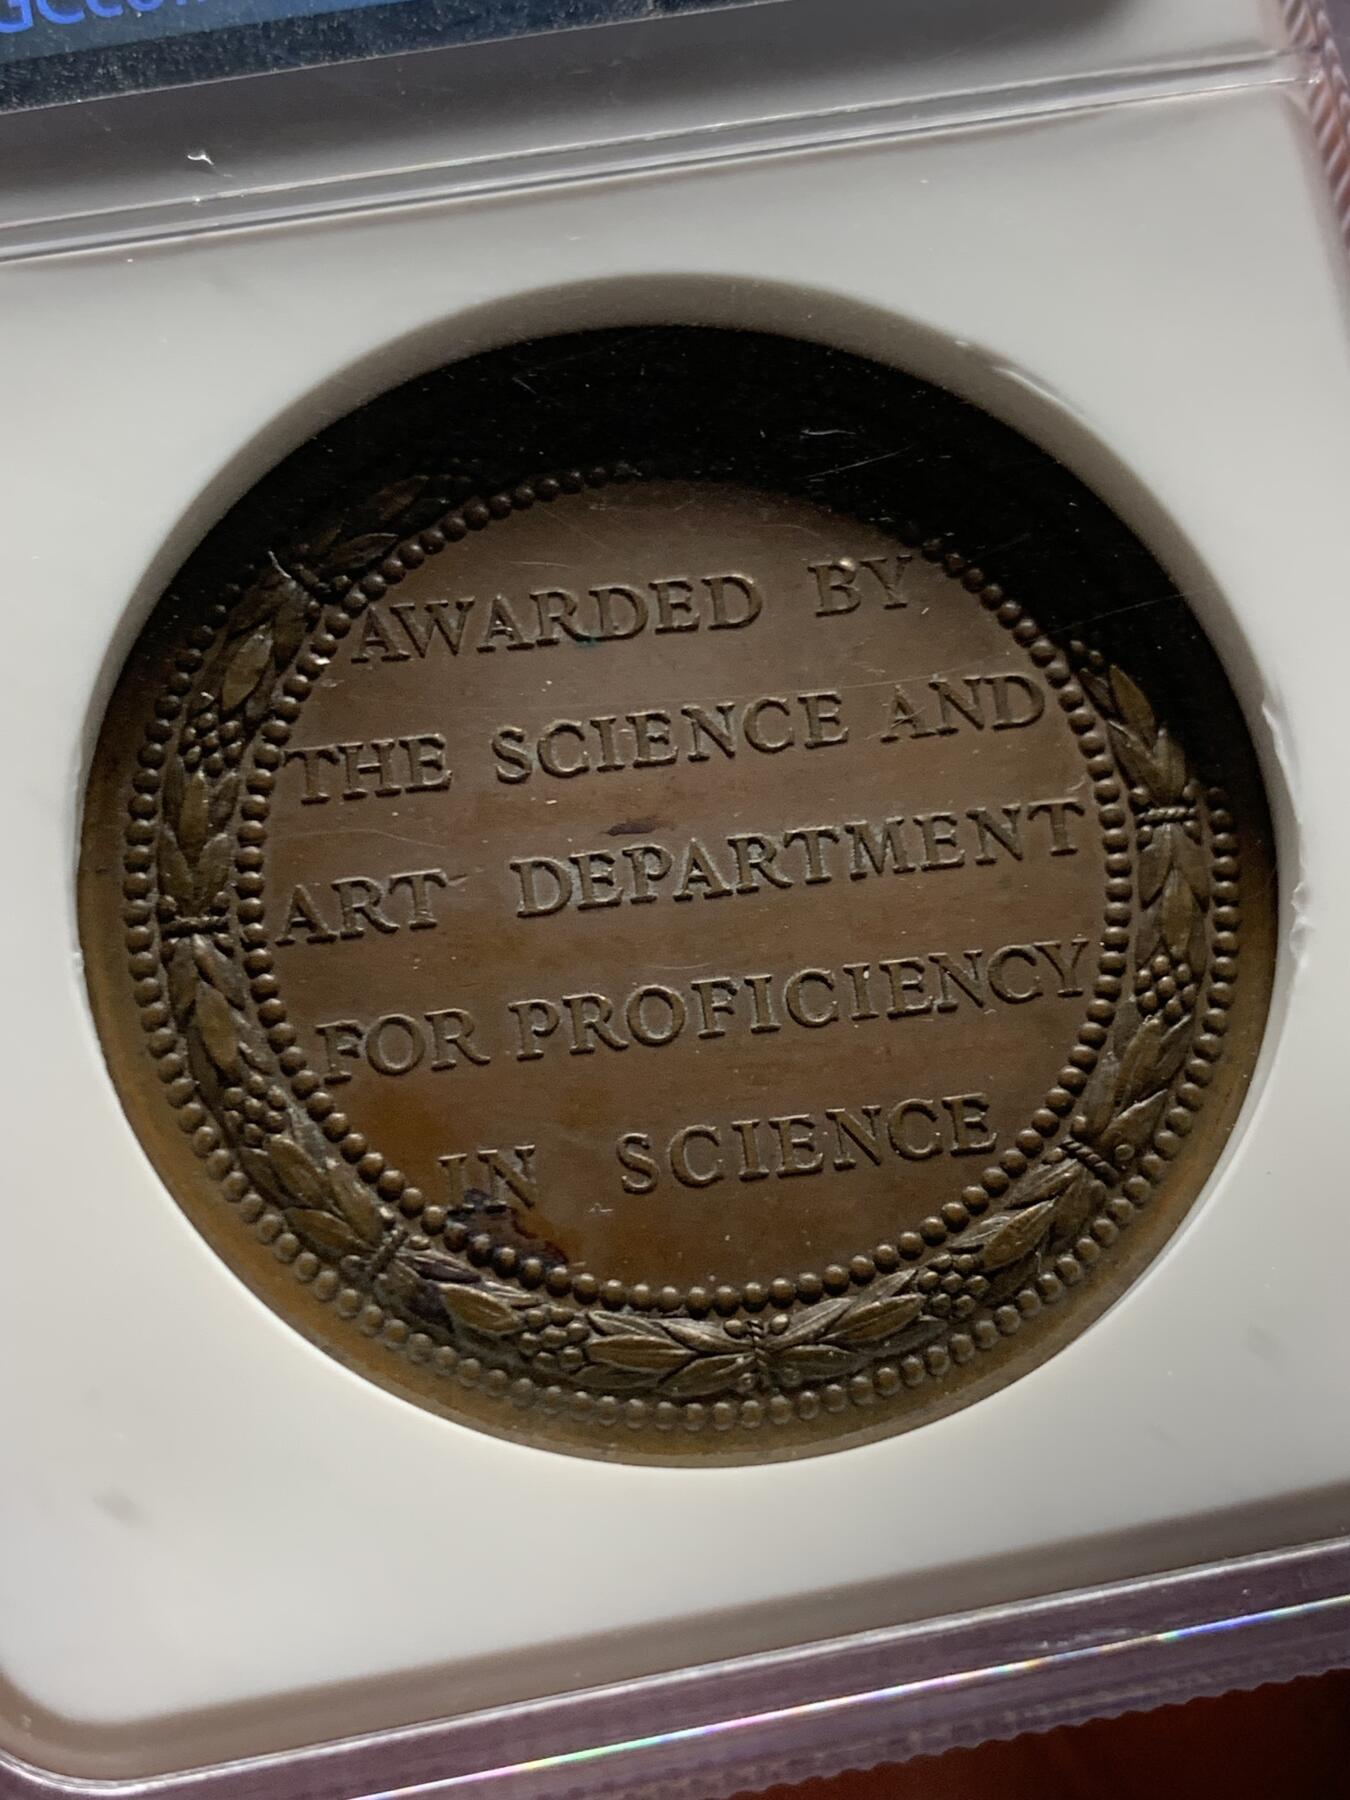 AWARDED BY
THE SCIENCE AND
ART DEPARTMENT
FOR PROFICIENCY
IN SCIENCE